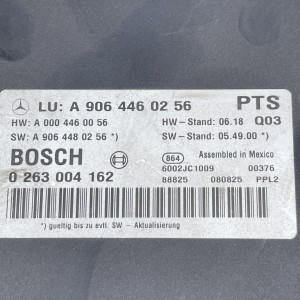 LU: A 906 446 02 56 PTS
HW: A 000 446 00 56 HW-Stand: 06.18 Q03
SW: A 906 448 02 56 *) SW-Stand: 05.49.00 *)
BOSCH 864 Assembled in Mexico
0 263 004 162 6002JC1009 00376
88825 080825 PPL2
*) gueltig bis zu evtl. SW - Aktualisierung